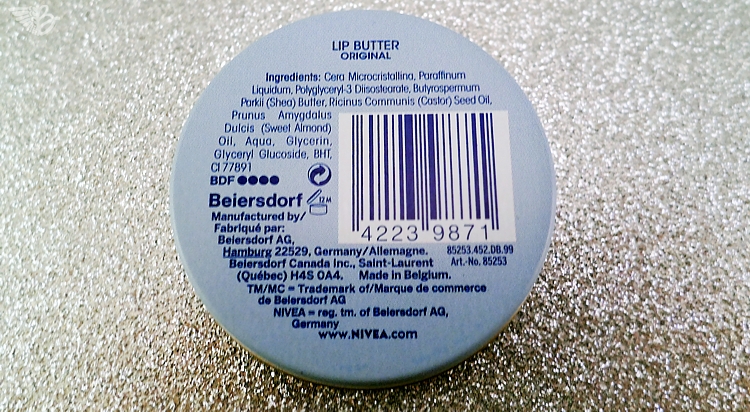 LIP BUTTER
ORIGINAL
Ingredients: Cera Microcristallina, Paraffinum
Liquidum, Polyglyceryl-3 Diisostearate, Butyrospermum
Parkii (Shea) Butter, Ricinus Communis (Castor) Seed Oil,
Prunus Amygdalus
Dulcis (Sweet Almond)
Oil, Aqua, Glycerin,
Glyceryl Glucoside, BHT,
CI 77891
BDF●●●●
Beiersdorf
12 M
Manufactured by/
Fabriqué par:
Beiersdorf AG,
Hamburg 22529, Germany/Allemagne.
Beiersdorf Canada Inc., Saint-Laurent
(Québec) H4S 0A4. Made in Belgium.
TM/MC = Trademark of/Marque de commerce
de Beiersdorf AG
NIVEA = reg. tm. of Beiersdorf AG,
Germany
www.NIVEA.com
4223 9871
85253.452.DB.99
Art.-No. 85253